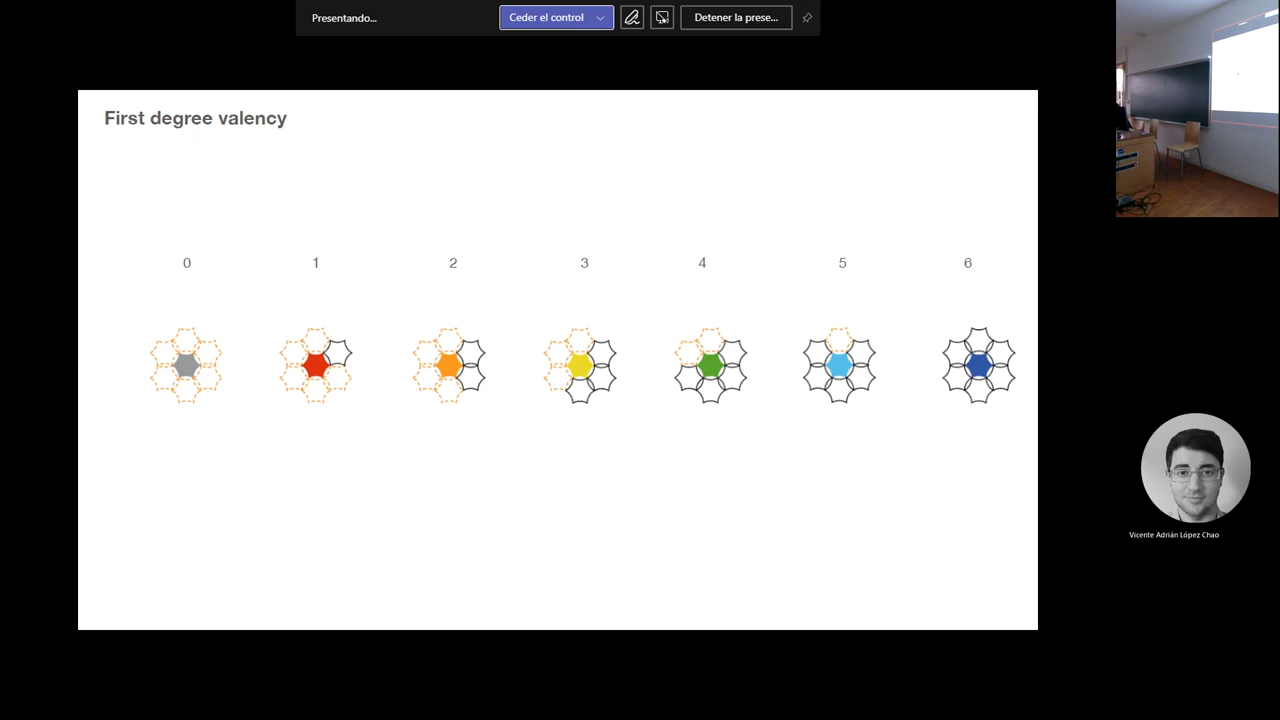 Presentando...
Ceder el control
Detener la prese...
First degree valency
0 1 2 3 4 5 6
Vicente Adrián López Chao